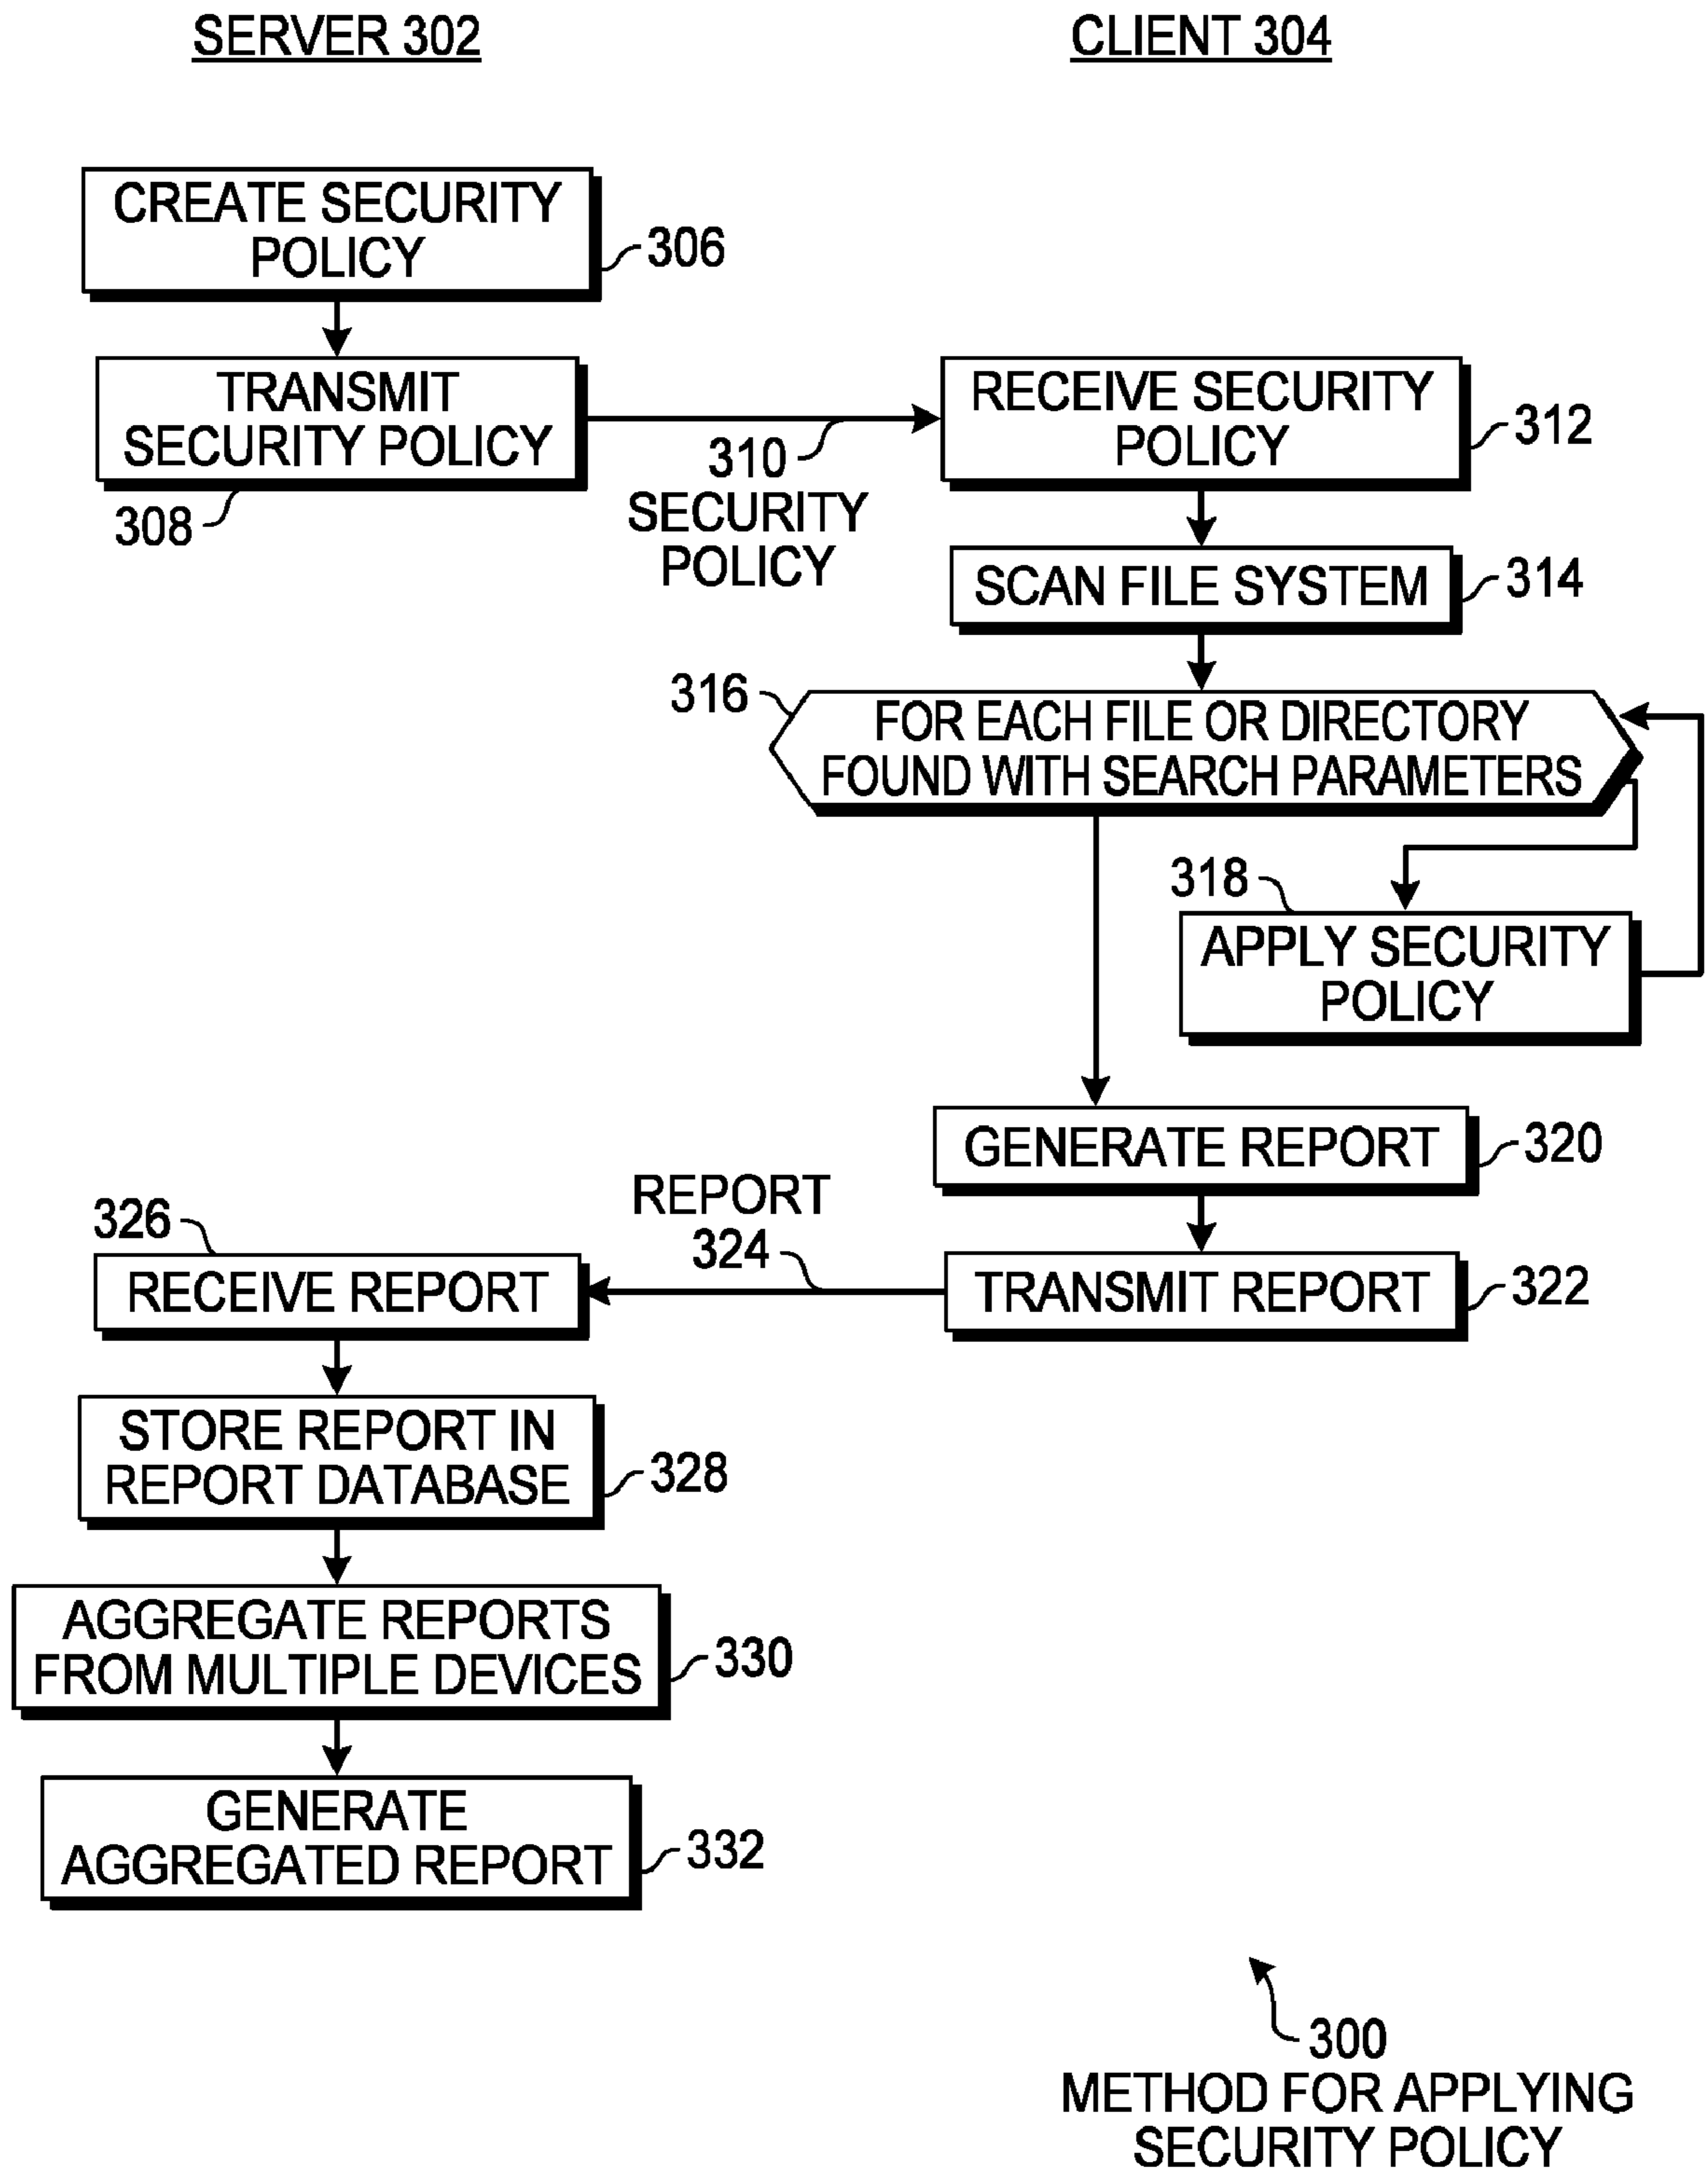 SERVER 302
CLIENT 304
CREATE SECURITY
POLICY
306
TRANSMIT
SECURITY POLICY
308
310
SECURITY
POLICY
RECEIVE SECURITY
POLICY
312
SCAN FILE SYSTEM
314
316
FOR EACH FILE OR DIRECTORY
FOUND WITH SEARCH PARAMETERS
318
APPLY SECURITY
POLICY
GENERATE REPORT
320
TRANSMIT REPORT
322
REPORT
324
326
RECEIVE REPORT
STORE REPORT IN
REPORT DATABASE
328
AGGREGATE REPORTS
FROM MULTIPLE DEVICES
330
GENERATE
AGGREGATED REPORT
332
300
METHOD FOR APPLYING
SECURITY POLICY